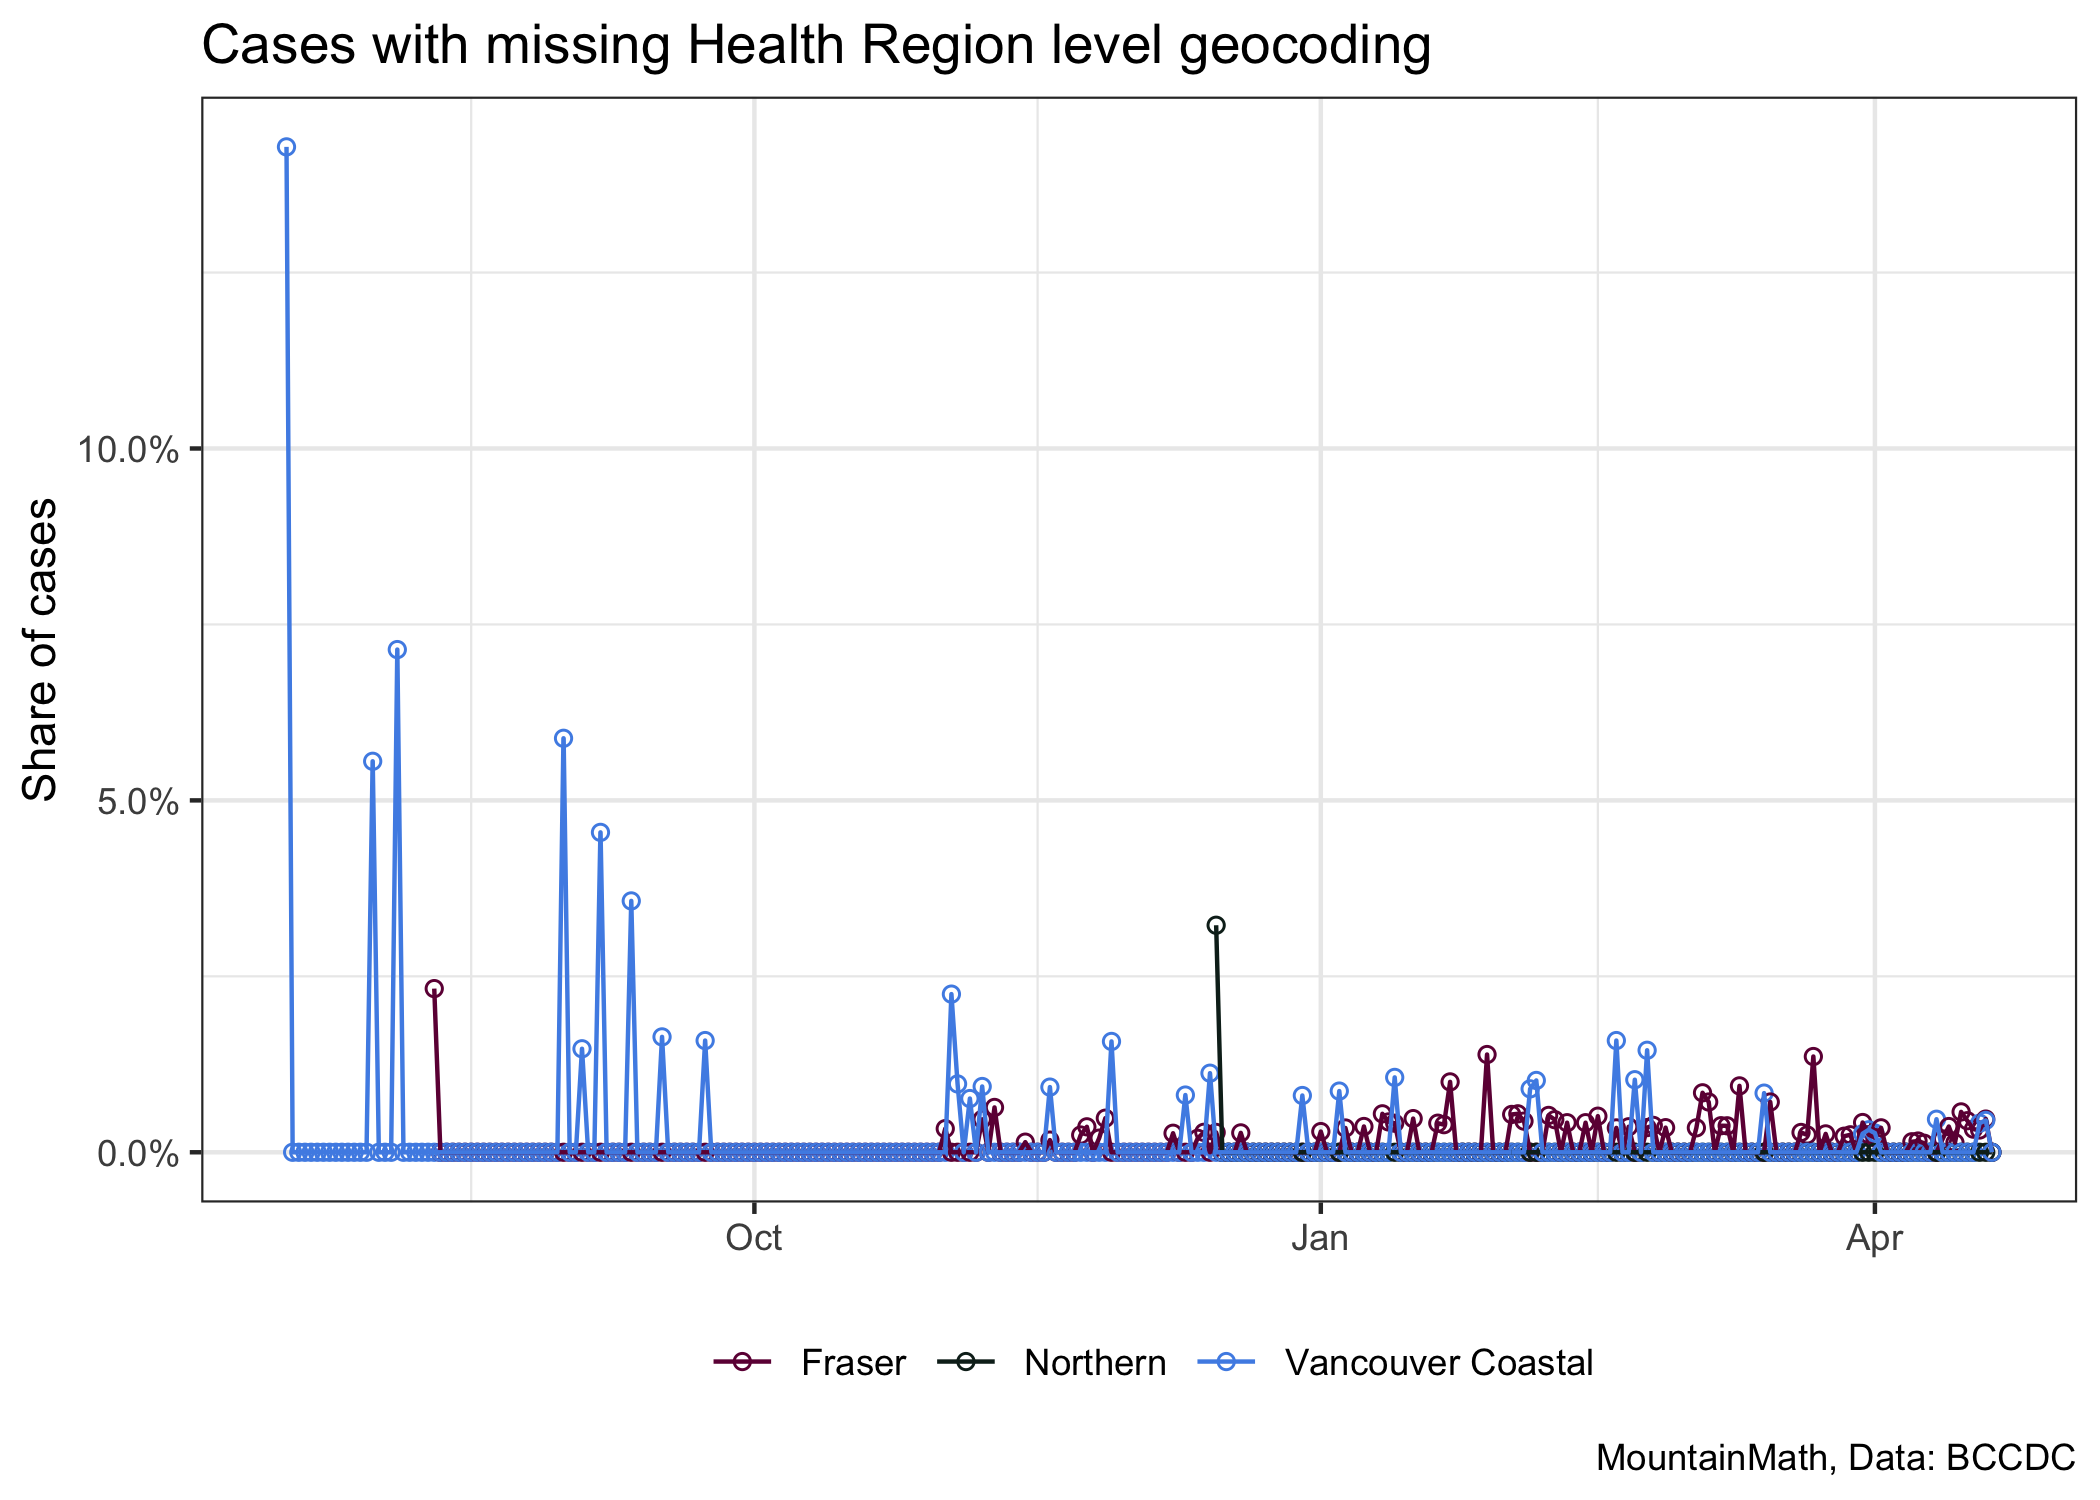 Cases with missing Health Region level geocoding
Share of cases
10.0%
5.0%
0.0%
Oct Jan Apr
Fraser Northern Vancouver Coastal
MountainMath, Data: BCCDC